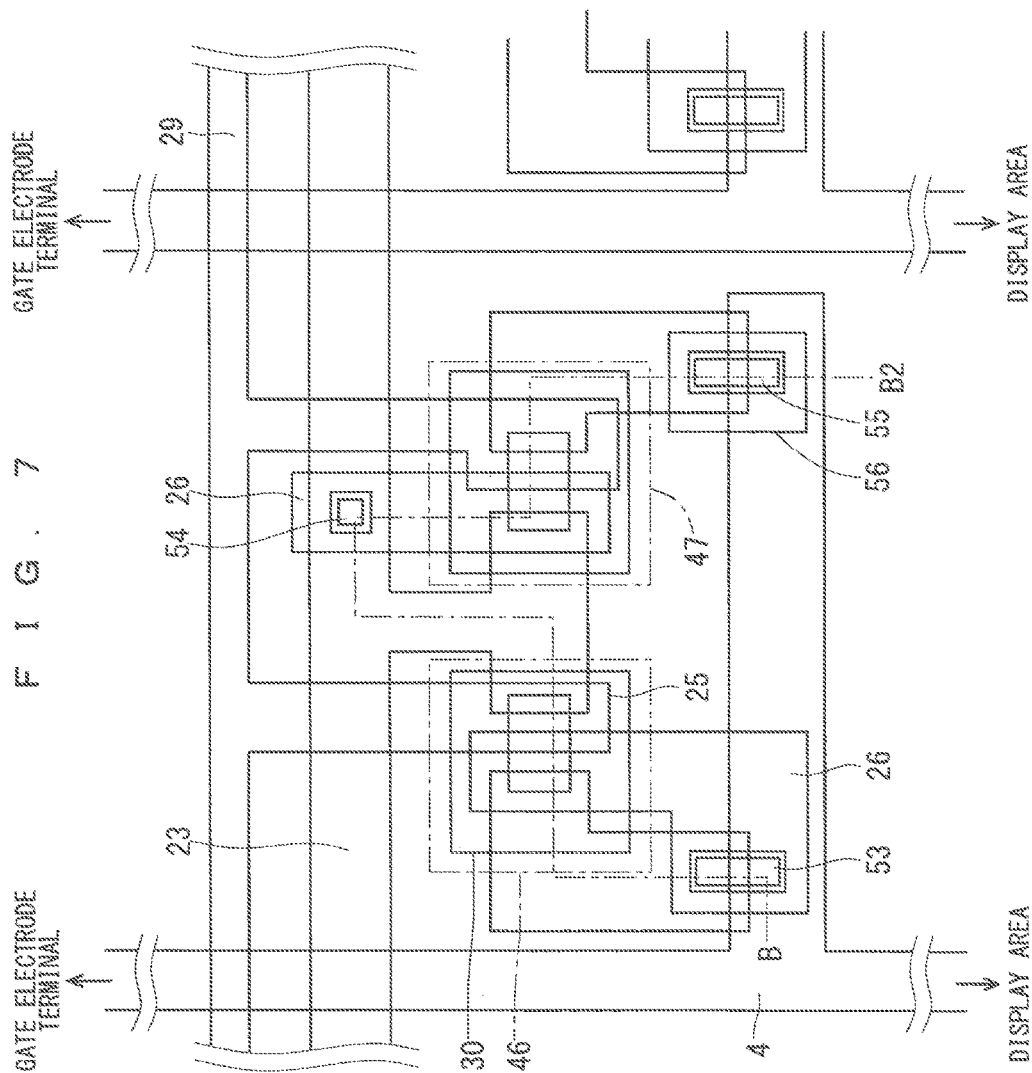 FIG. 7
GATE ELECTRODE
TERMINAL
GATE ELECTRODE
TERMINAL
29
26
54
23
25
47
56
55
B2
26
53
B
30
46
4
DISPLAY AREA
DISPLAY AREA